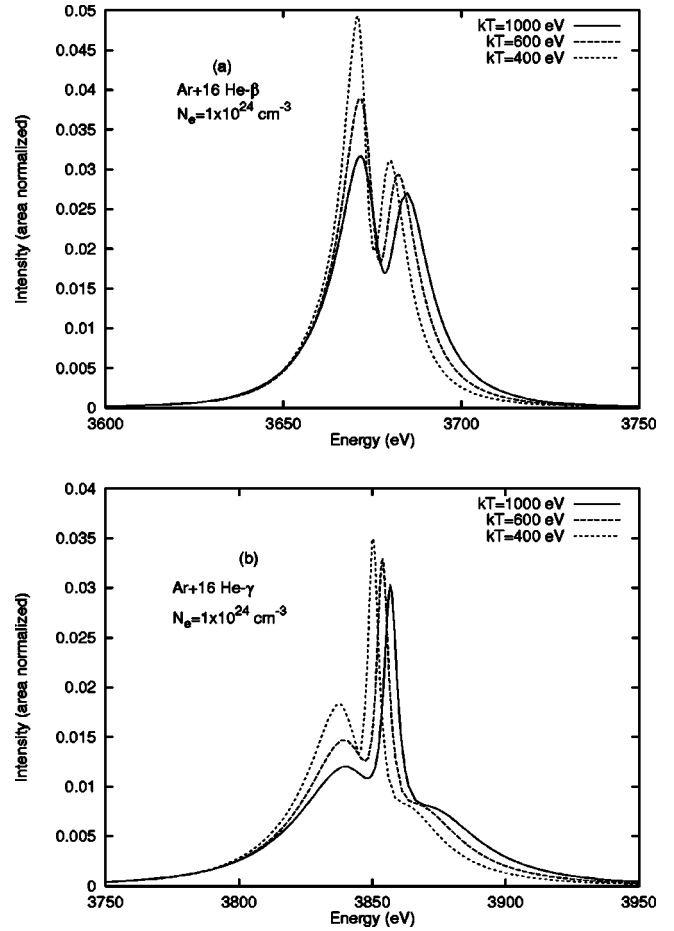 kT=1000 eV
kT=600 eV
kT=400 eV
(a)
Ar+16 He-β
Nₑ=1x10²⁴ cm⁻³
Intensity (area normalized)
0.05
0.045
0.04
0.035
0.03
0.025
0.02
0.015
0.01
0.005
0
3600
3650
3700
3750
Energy (eV)
kT=1000 eV
kT=600 eV
kT=400 eV
(b)
Ar+16 He-γ
Nₑ=1x10²⁴ cm⁻³
Intensity (area normalized)
0.04
0.035
0.03
0.025
0.02
0.015
0.01
0.005
0
3750
3800
3850
3900
3950
Energy (eV)